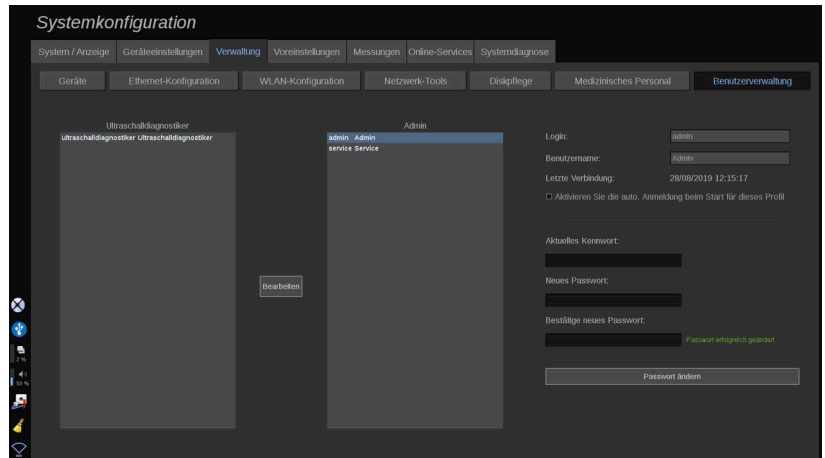 Systemkonfiguration
System / Anzeige Geräteeinstellungen Verwaltung Voreinstellungen Messungen Online-Services Systemdiagnose
Geräte Ethernet-Konfiguration WLAN-Konfiguration Netzwerk-Tools Diskpflege Medizinisches Personal Benutzerverwaltung
Ultraschalldiagnostiker Admin
ultraschalldiagnostiker Ultraschalldiagnostiker
admin Admin
service Service
Login: admin
Benutzername: Admin
Letzte Verbindung: 28/08/2019 12:15:17
Aktivieren Sie die auto. Anmeldung beim Start für dieses Profil
Aktuelles Kennwort:
Bearbeiten
Neues Passwort:
Bestätige neues Passwort:
Passwort erfolgreich geändert
Passwort ändern
2 %
50 %